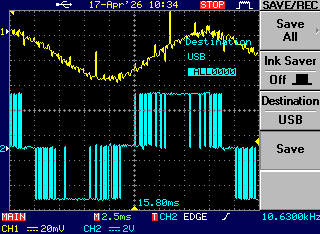 17-Apr'26 10:34 STOP SAVE/REC
Save
All
Ink Saver
Off
Destination
USB
Save
Destination
USB
ALL0000
1
2
15.80ms
MAIN M 2.5ms T CH2 EDGE 10.6300kHz
CH1 20mV CH2 2V